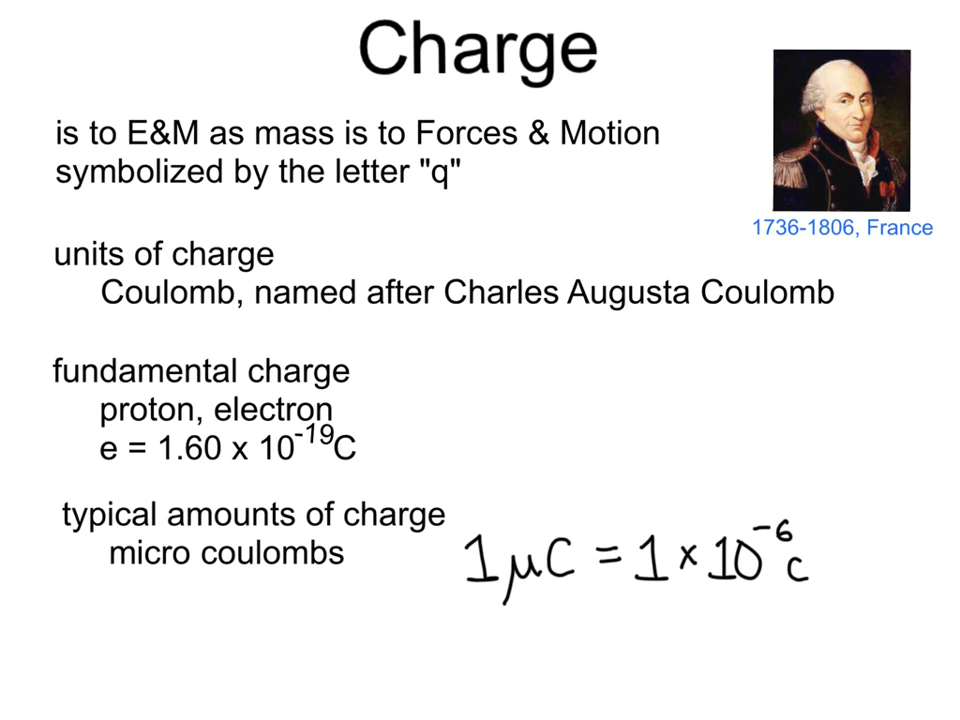 Charge
is to E&M as mass is to Forces & Motion
symbolized by the letter "q"
1736-1806, France
units of charge
Coulomb, named after Charles Augusta Coulomb
fundamental charge
proton, electron
e = 1.60 x 10⁻¹⁹C
typical amounts of charge
micro coulombs
1μC = 1 × 10⁻⁶ C